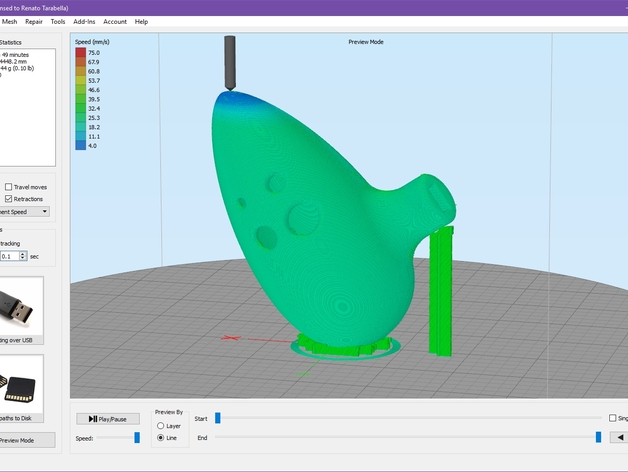 nsed to Renato Tarabella)
Mesh Repair Tools Add-Ins Account Help
Statistics
49 minutes
4448.2 mm
44 g (0.10 lb)
Speed (mm/s)
75.0
67.9
60.8
53.7
46.6
39.5
32.4
25.3
18.2
11.1
4.0
Preview Mode
Travel moves
Retractions
ment Speed
tracking
0.1 sec
ting over USB
paths to Disk
Preview Mode
Play/Pause
Speed:
Preview By
Layer
Line
Start
End
Sing